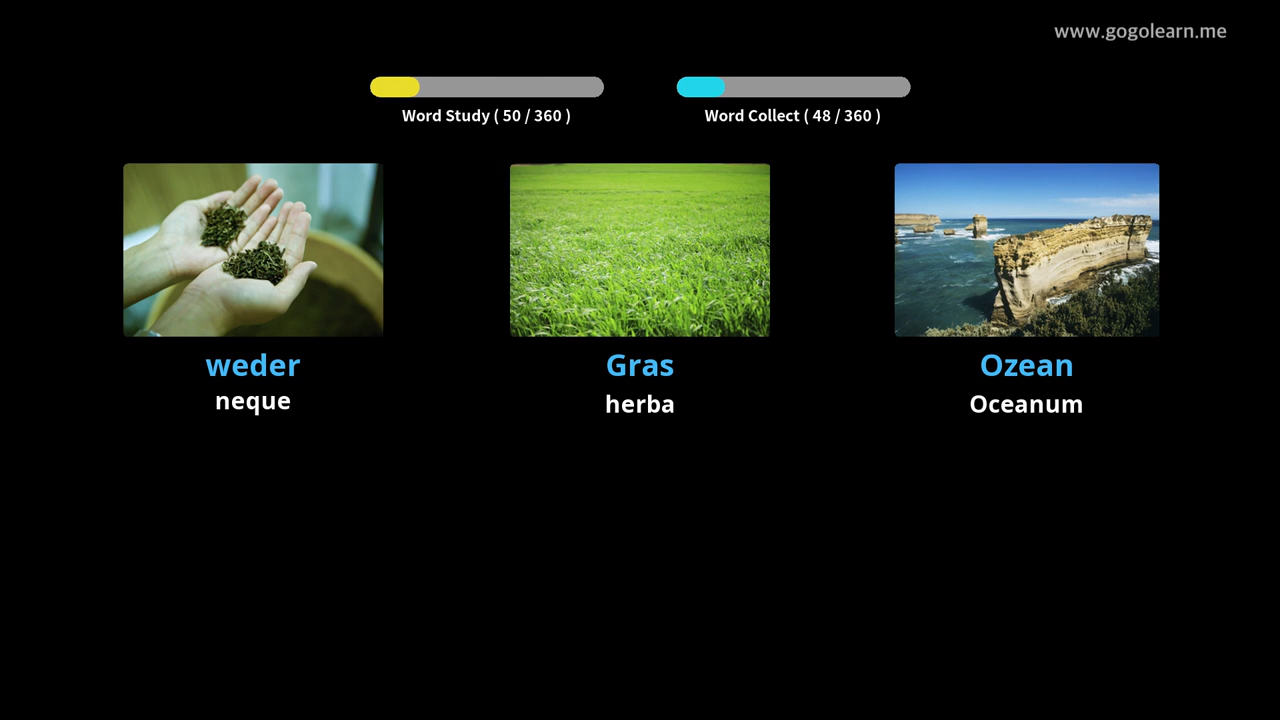 www.gogolearn.me
Word Study ( 50 / 360 )
Word Collect ( 48 / 360 )
weder
neque
Gras
herba
Ozean
Oceanum